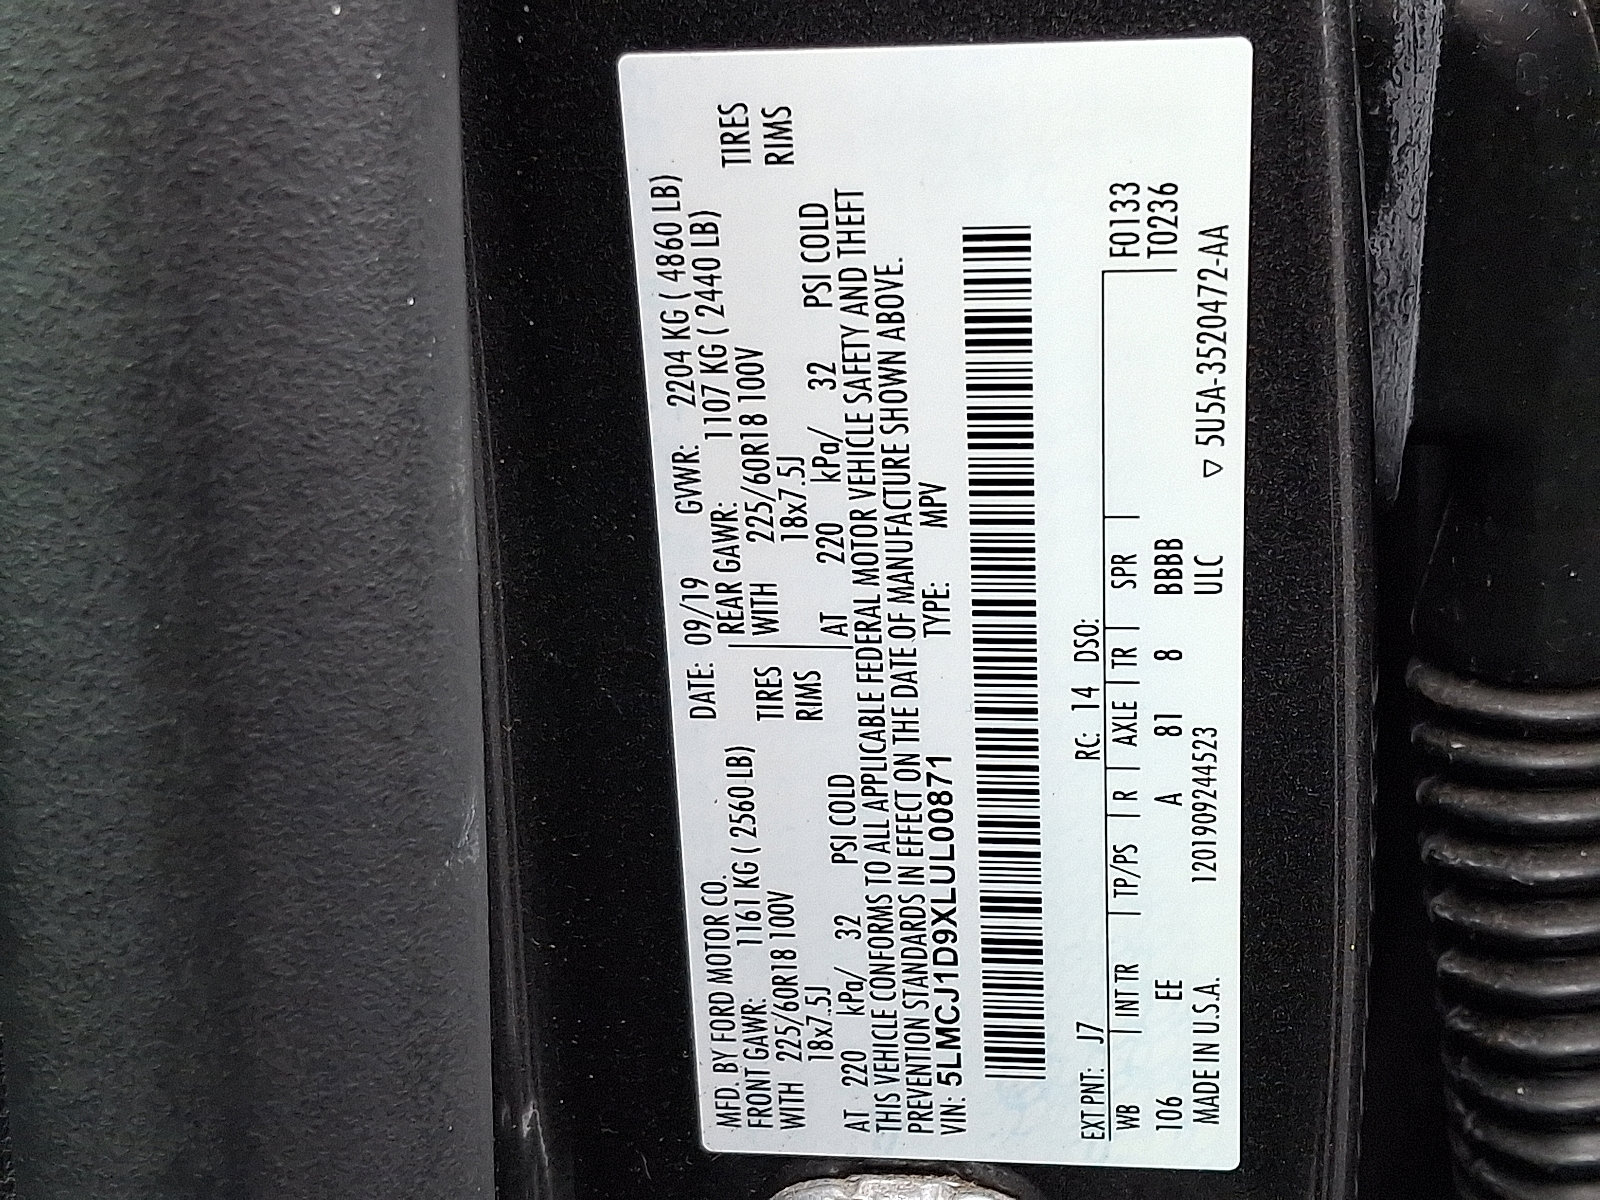 MFD. BY FORD MOTOR CO. DATE: 09/19 GVWR: 2204 KG ( 4860 LB)
FRONT GAWR: 1161 KG ( 2560 LB) REAR GAWR: 1107 KG ( 2440 LB)
WITH 225/60R18 100V TIRES WITH 225/60R18 100V TIRES
18x7.5J RIMS 18x7.5J RIMS
AT 220 kPa/ 32 PSI COLD AT 220 kPa/ 32 PSI COLD
THIS VEHICLE CONFORMS TO ALL APPLICABLE FEDERAL MOTOR VEHICLE SAFETY AND THEFT
PREVENTION STANDARDS IN EFFECT ON THE DATE OF MANUFACTURE SHOWN ABOVE.
VIN: 5LMCJ1D9XLUL00871 TYPE: MPV
EXT PNT: J7 RC: 14 DSO:
WB INT TR TP/PS R AXLE TR SPR F0133
106 EE A 81 8 BBBB T0236
MADE IN U.S.A. 1201909244523 ULC ▽ 5U5A-3520472-AA